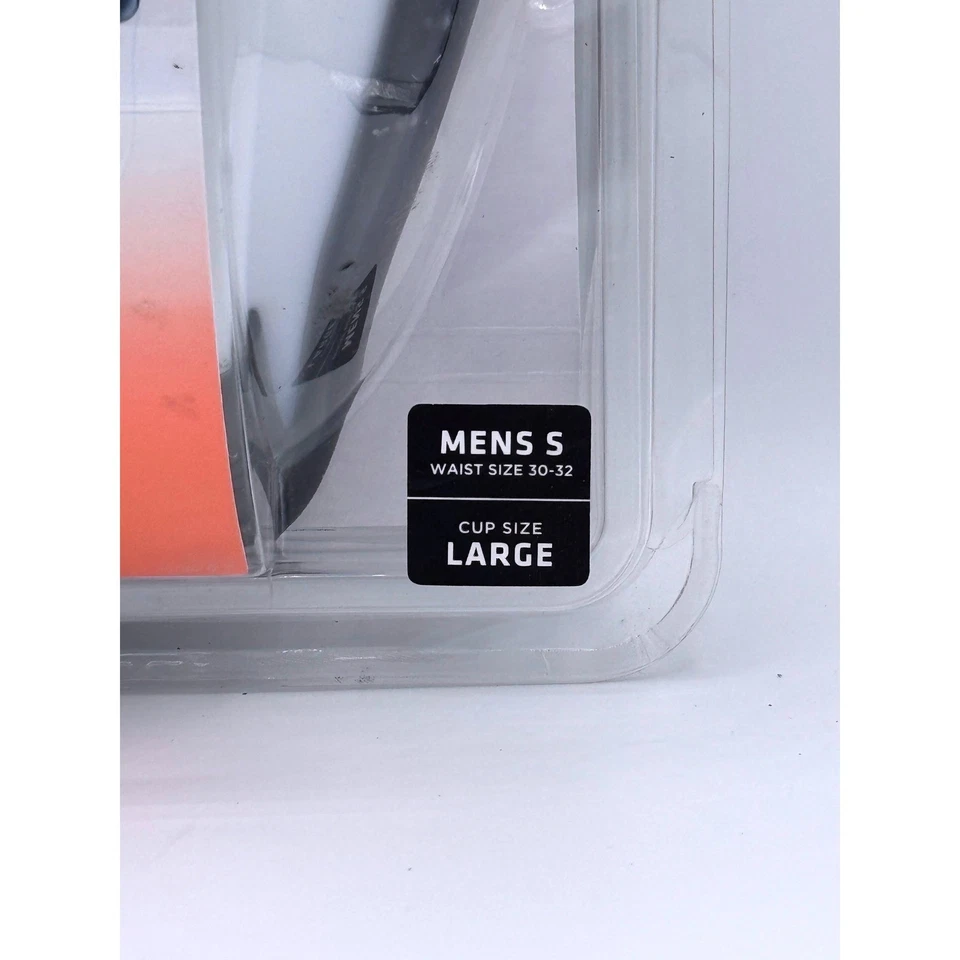 MENS S
WAIST SIZE 30-32
CUP SIZE
LARGE